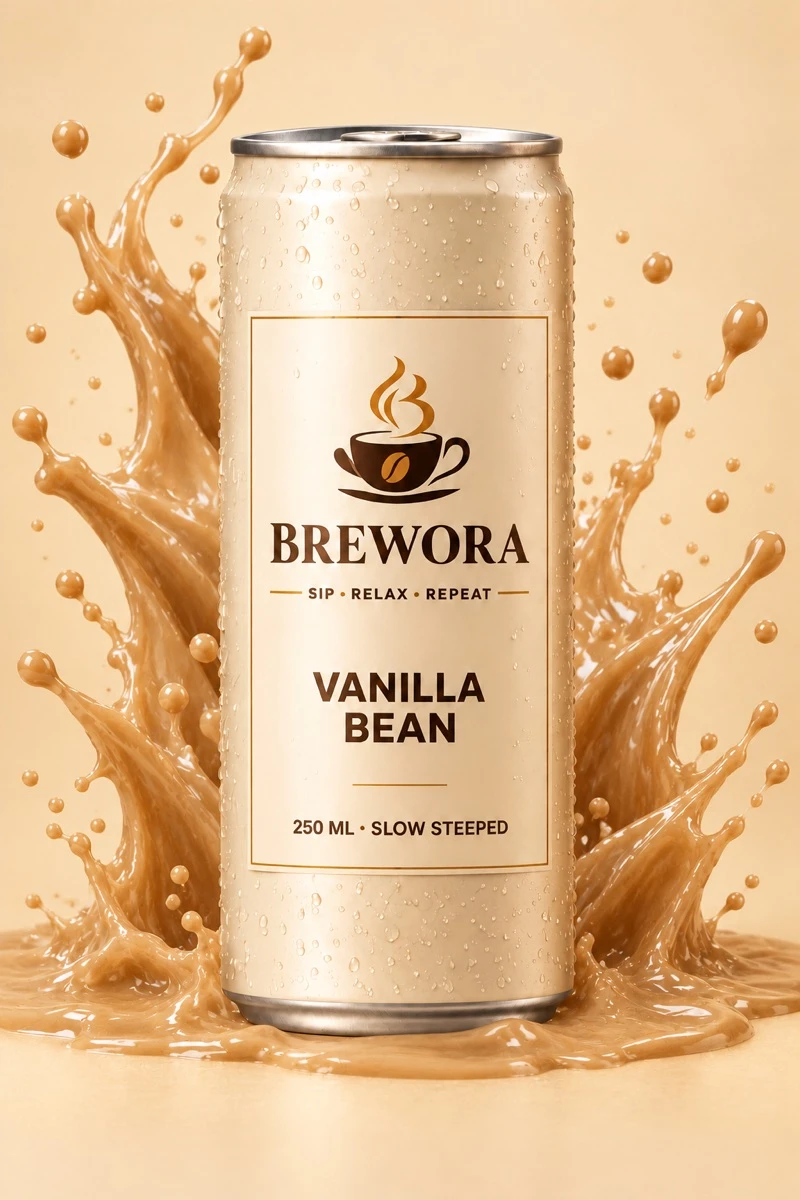 BREWORA
SIP • RELAX • REPEAT
VANILLA
BEAN
250 ML • SLOW STEEPED